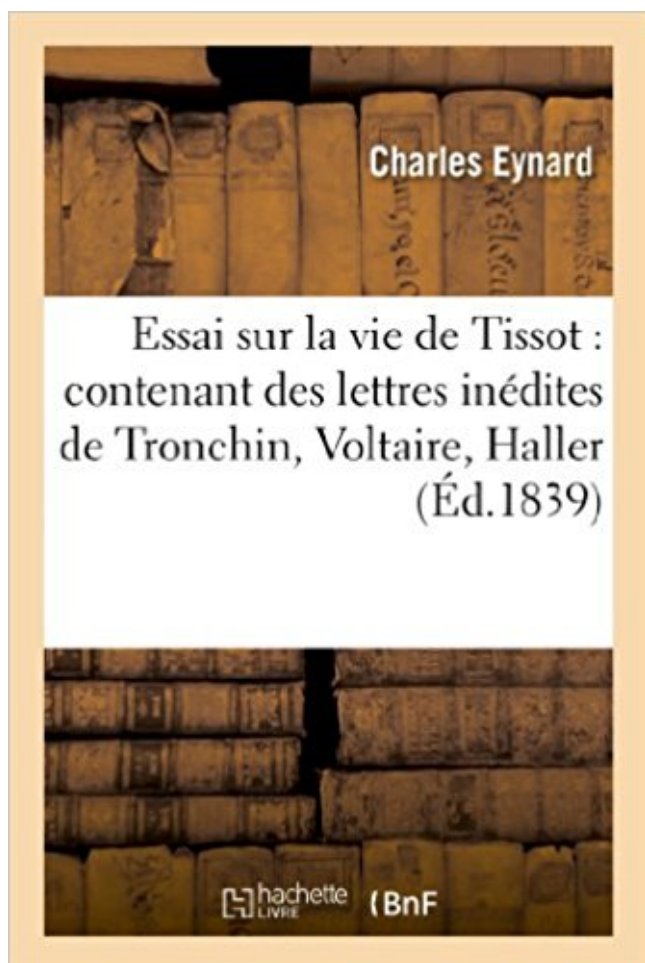 Charles Eynard
Essai sur la vie de Tissot :
contenant des lettres inédites
de Tronchin, Voltaire, Haller
(Éd.1839)
hachette
LIVRE
(BnF